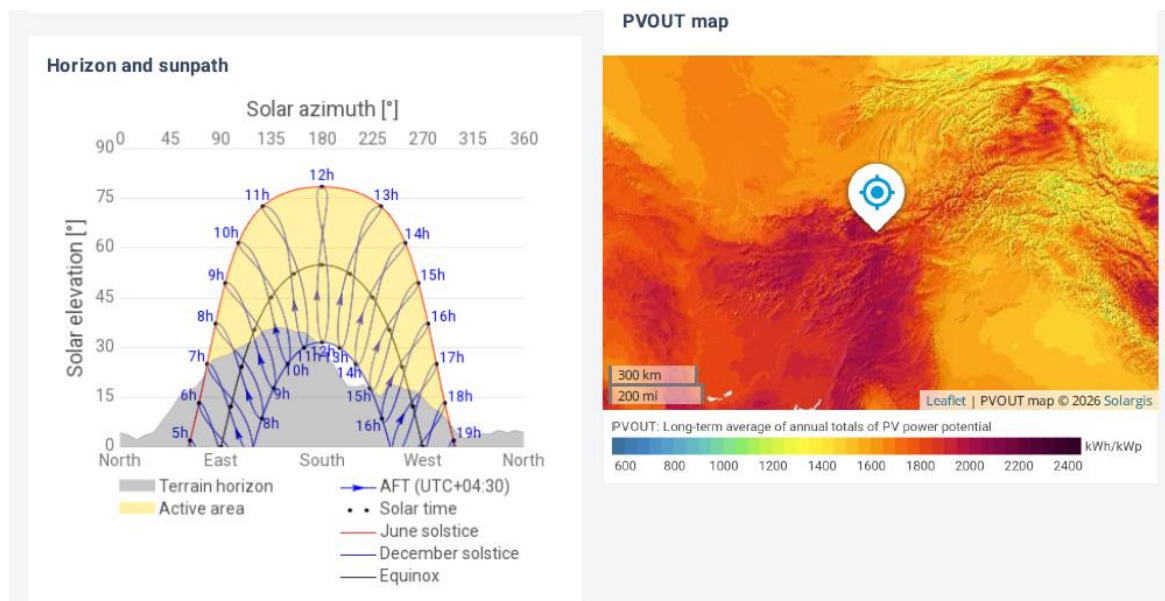 Horizon and sunpath
Solar azimuth [°]
0 45 90 135 180 225 270 315 360
90
75
60
45
30
15
0
Solar elevation [°]
12h
11h 13h
10h 14h
9h 15h
8h 16h
7h 17h
6h 18h
5h 19h
11h 12h 13h
10h 14h
9h 15h
8h 16h
North East South West North
Terrain horizon
Active area
AFT (UTC+04:30)
Solar time
June solstice
December solstice
Equinox
PVOUT map
300 km
200 mi
Leaflet | PVOUT map © 2026 Solargis
PVOUT: Long-term average of annual totals of PV power potential
kWh/kWp
600 800 1000 1200 1400 1600 1800 2000 2200 2400